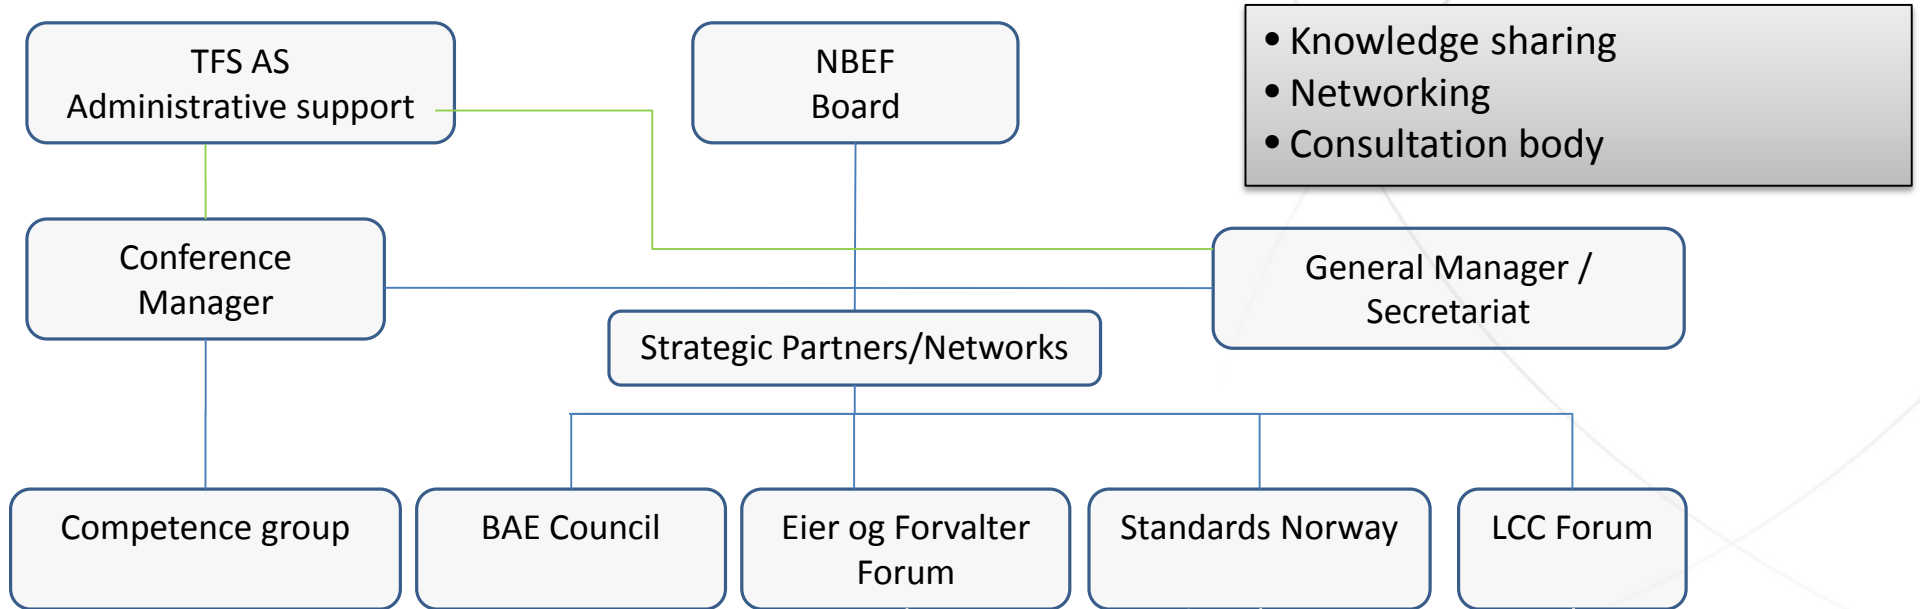 TFS AS
Administrative support
NBEF
Board
• Knowledge sharing
• Networking
• Consultation body
Conference
Manager
General Manager /
Secretariat
Strategic Partners/Networks
Competence group
BAE Council
Eier og Forvalter
Forum
Standards Norway
LCC Forum